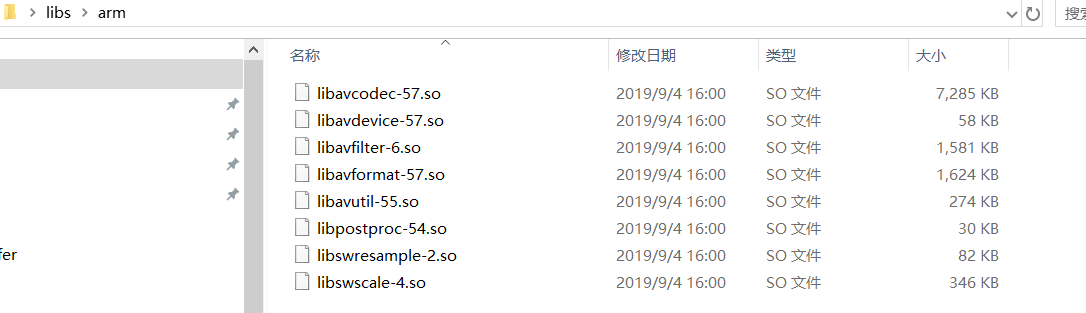 libs > arm
搜索
名称 修改日期 类型 大小
libavcodec-57.so 2019/9/4 16:00 SO 文件 7,285 KB
libavdevice-57.so 2019/9/4 16:00 SO 文件 58 KB
libavfilter-6.so 2019/9/4 16:00 SO 文件 1,581 KB
libavformat-57.so 2019/9/4 16:00 SO 文件 1,624 KB
libavutil-55.so 2019/9/4 16:00 SO 文件 274 KB
libpostproc-54.so 2019/9/4 16:00 SO 文件 30 KB
fer
libswresample-2.so 2019/9/4 16:00 SO 文件 82 KB
libswscale-4.so 2019/9/4 16:00 SO 文件 346 KB